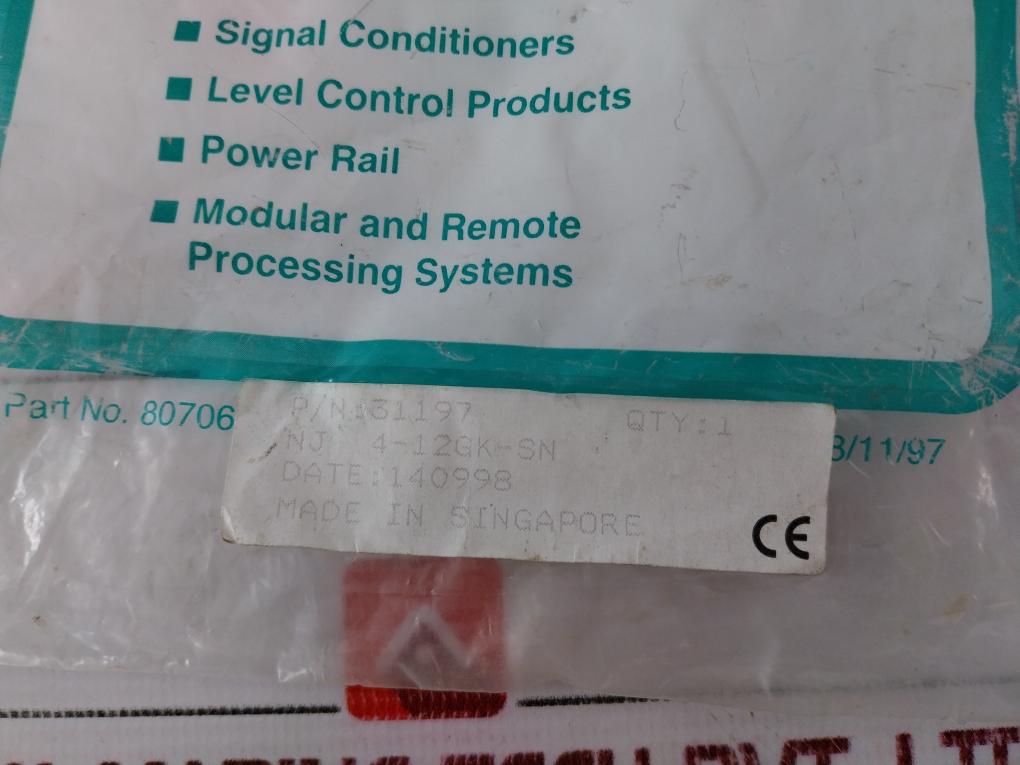 ■ Signal Conditioners
■ Level Control Products
■ Power Rail
■ Modular and Remote
Processing Systems
Part No. 80706
P/N:31197 QTY:1
NJ 4-12GK-SN
DATE:140998
MADE IN SINGAPORE
CE
3/11/97